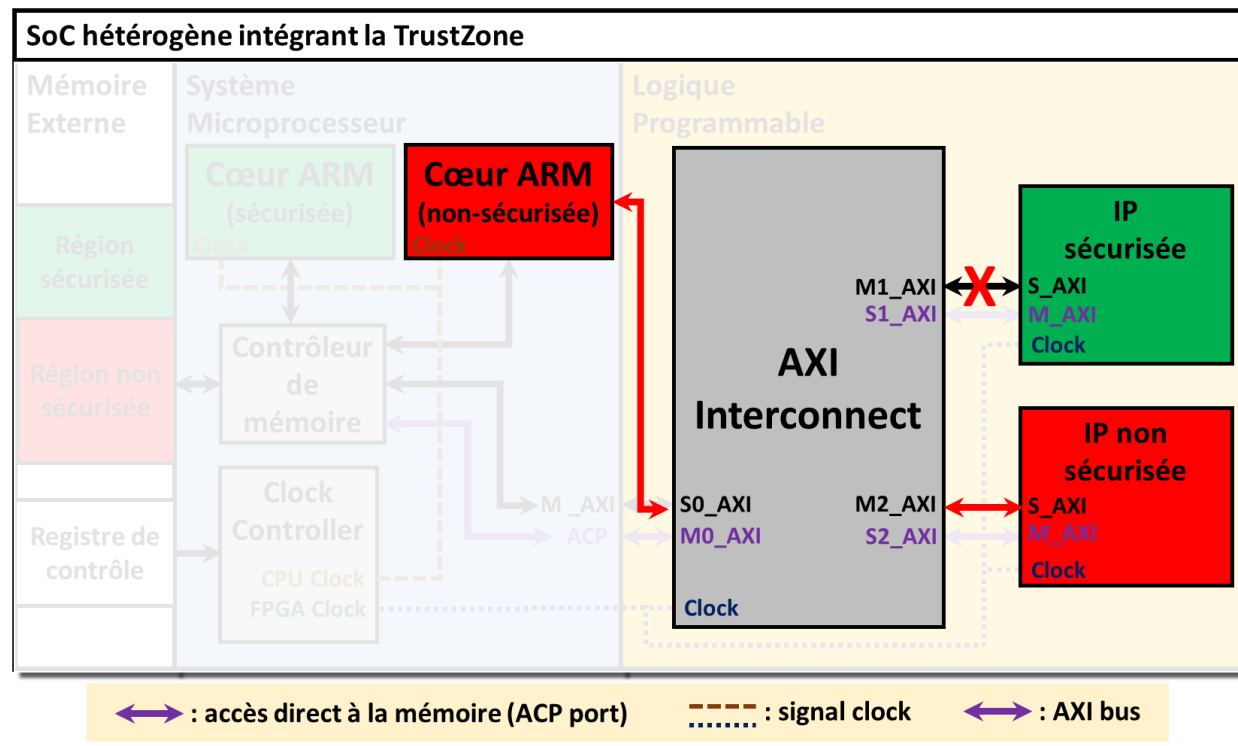 SoC hétérogène intégrant la TrustZone
Mémoire
Externe
Système
Microprocesseur
Logique
Programmable
Cœur ARM
(sécurisée)
Clock
Cœur ARM
(non-sécurisée)
Clock
Région
sécurisée
Région non
sécurisée
Registre de
contrôle
Contrôleur
de
mémoire
Clock
Controller
CPU Clock
FPGA Clock
M_AXI
ACP
M1_AXI
S1_AXI
AXI
Interconnect
S0_AXI
M0_AXI
M2_AXI
S2_AXI
Clock
IP
sécurisée
X
S_AXI
M_AXI
Clock
IP non
sécurisée
S_AXI
M_AXI
Clock
: accès direct à la mémoire (ACP port)
: signal clock
: AXI bus